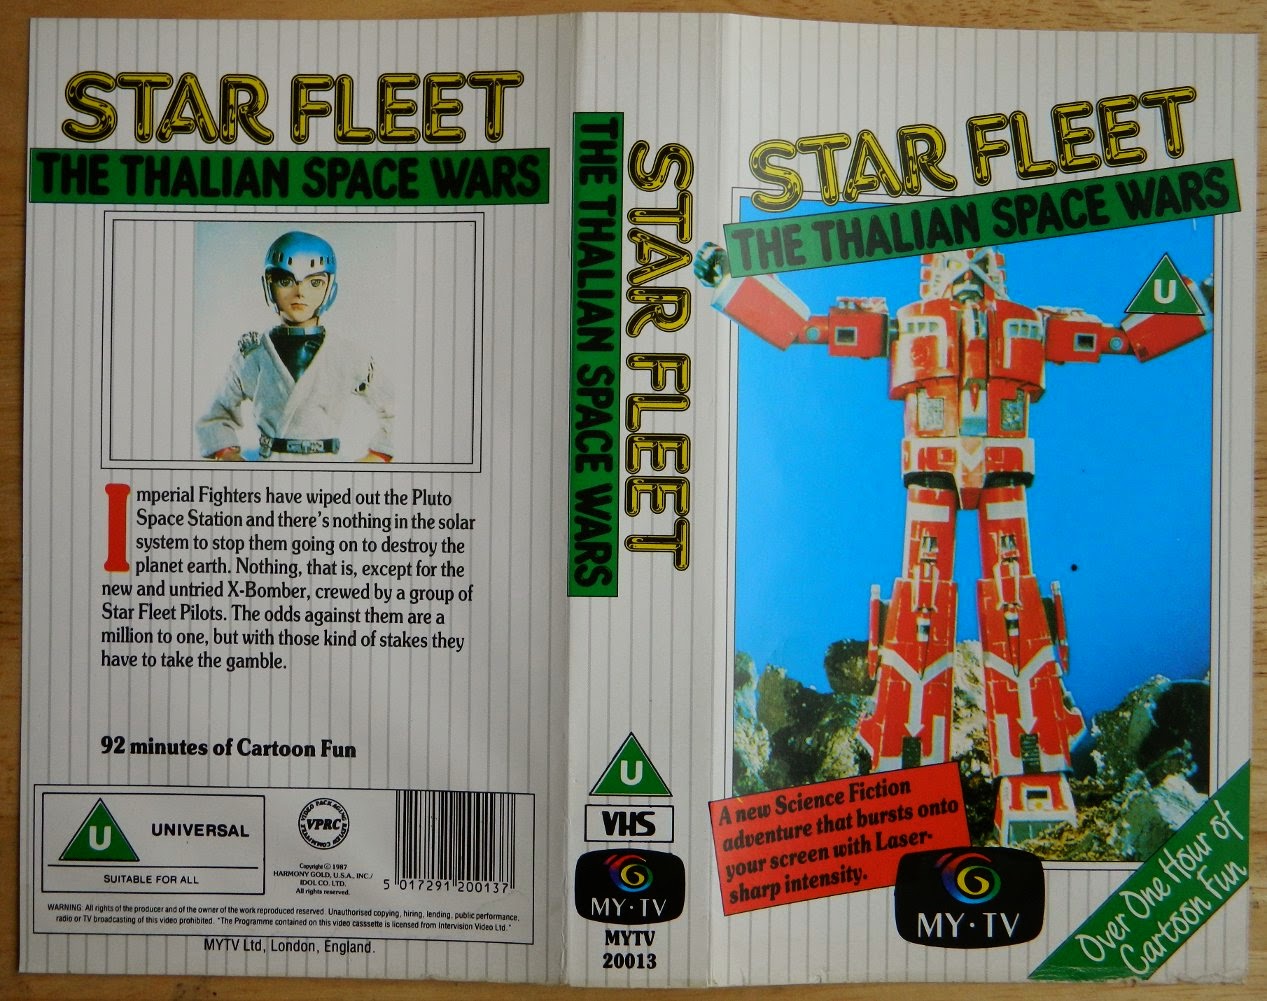 STAR FLEET
THE THALIAN SPACE WARS
Imperial Fighters have wiped out the Pluto
Space Station and there's nothing in the solar
system to stop them going on to destroy the
planet earth. Nothing, that is, except for the
new and untried X-Bomber, crewed by a group of
Star Fleet Pilots. The odds against them are a
million to one, but with those kind of stakes they
have to take the gamble.
92 minutes of Cartoon Fun
U UNIVERSAL
SUITABLE FOR ALL
VIDEO PACKAGING REVIEW COMMITTEE
VPRC
Copyright © 1987
HARMONY GOLD, U.S.A., INC./
IDOL CO. LTD.
All rights reserved.
5 017291 200137
WARNING: All rights of the producer and of the owner of the work reproduced reserved. Unauthorised copying, hiring, lending, public performance,
radio or TV broadcasting of this video prohibited. "The Programme contained on this video casssette is licensed from Intervision Video Ltd."
MYTV Ltd, London, England.
STAR FLEET
THE THALIAN SPACE WARS
U
VHS
MY·TV
MYTV
20013
STAR FLEET
THE THALIAN SPACE WARS
U
A new Science Fiction
adventure that bursts onto
your screen with Laser-
sharp intensity.
MY·TV
Over One Hour of
Cartoon Fun